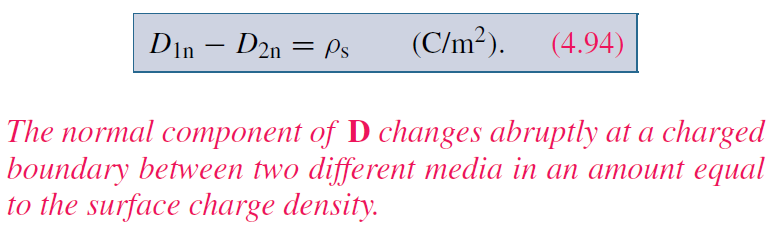 D₁ₙ − D₂ₙ = ρₛ (C/m²). (4.94)
The normal component of D changes abruptly at a charged
boundary between two different media in an amount equal
to the surface charge density.